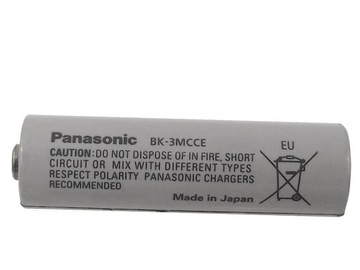 Panasonic BK-3MCCE
CAUTION: DO NOT DISPOSE OF IN FIRE, SHORT
CIRCUIT OR MIX WITH DIFFERENT TYPES
RESPECT POLARITY PANASONIC CHARGERS
RECOMMENDED
Made in Japan
EU